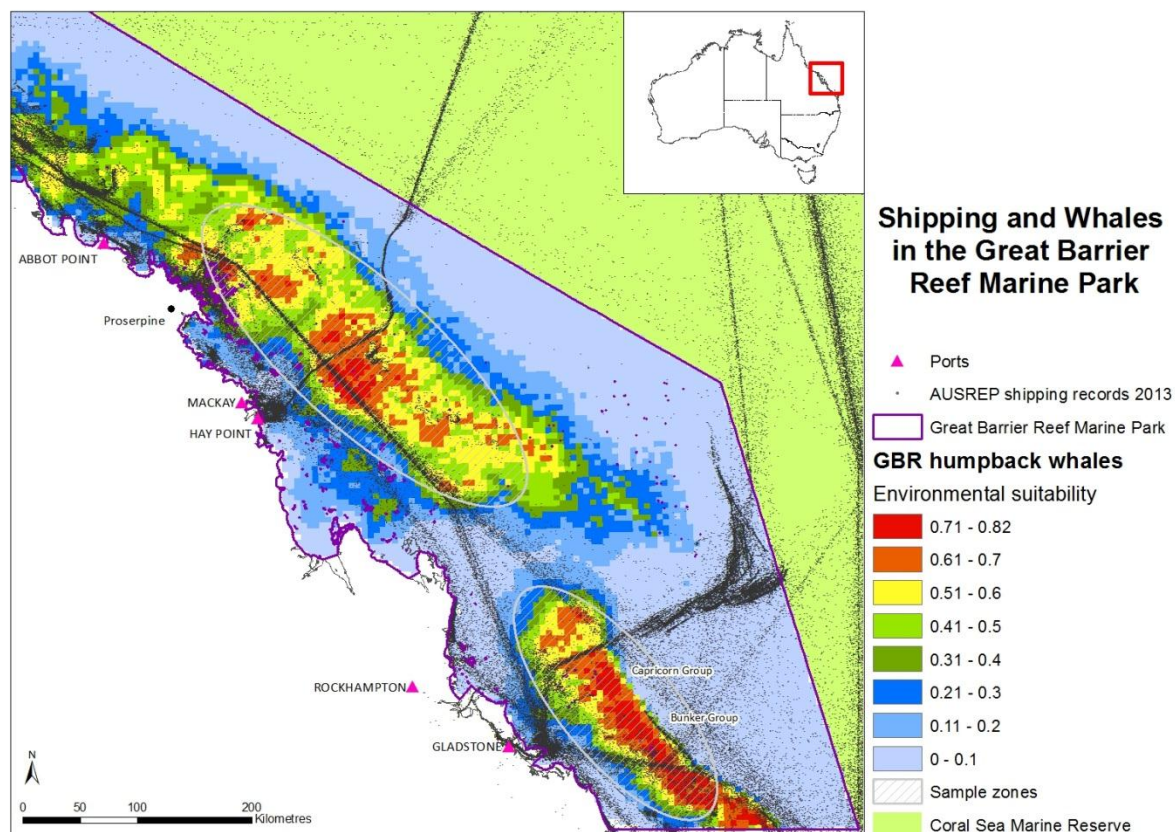 Shipping and Whales
in the Great Barrier
Reef Marine Park
Ports
AUSREP shipping records 2013
Great Barrier Reef Marine Park
GBR humpback whales
Environmental suitability
0.71 - 0.82
0.61 - 0.7
0.51 - 0.6
0.41 - 0.5
0.31 - 0.4
0.21 - 0.3
0.11 - 0.2
0 - 0.1
Sample zones
Coral Sea Marine Reserve
ABBOT POINT
Proserpine
MACKAY
HAY POINT
Capricorn Group
ROCKHAMPTON
Bunker Group
GLADSTONE
N
0 50 100 200
Kilometres